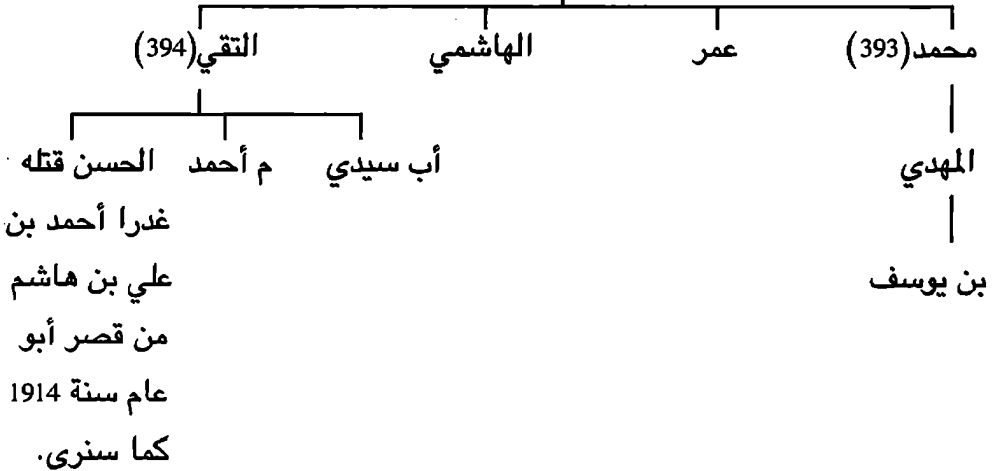 محمد(393) عمر الهاشمي التقي(394)
المهدي أب سيدي م أحمد الحسن قتله
غدرا أحمد بن
بن يوسف علي بن هاشم
من قصر أبو
عام سنة 1914
كما سنرى.